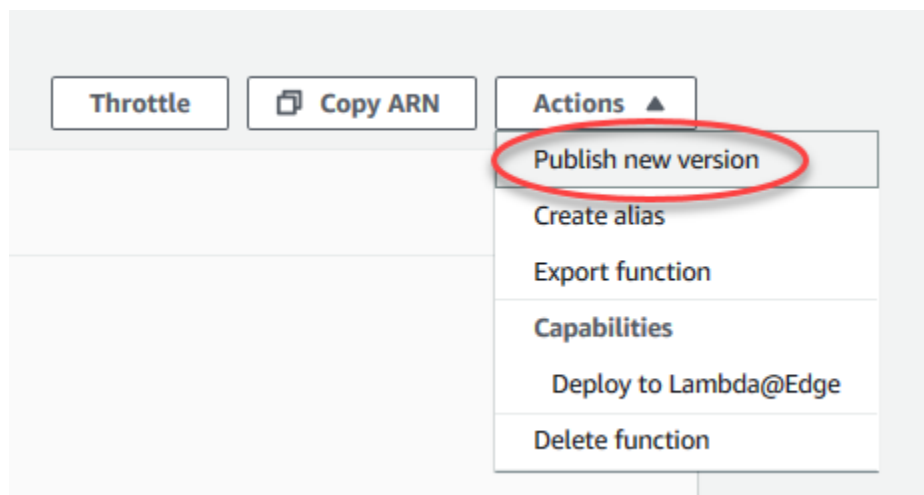 Throttle Copy ARN Actions
Publish new version
Create alias
Export function
Capabilities
Deploy to Lambda@Edge
Delete function